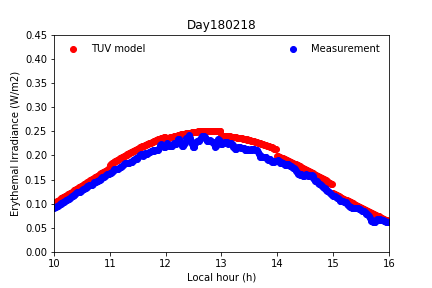 Day180218
0.45
0.40
0.35
0.30
0.25
0.20
0.15
0.10
0.05
0.00
Erythemal Irradiance (W/m2)
TUV model
Measurement
10 11 12 13 14 15 16
Local hour (h)